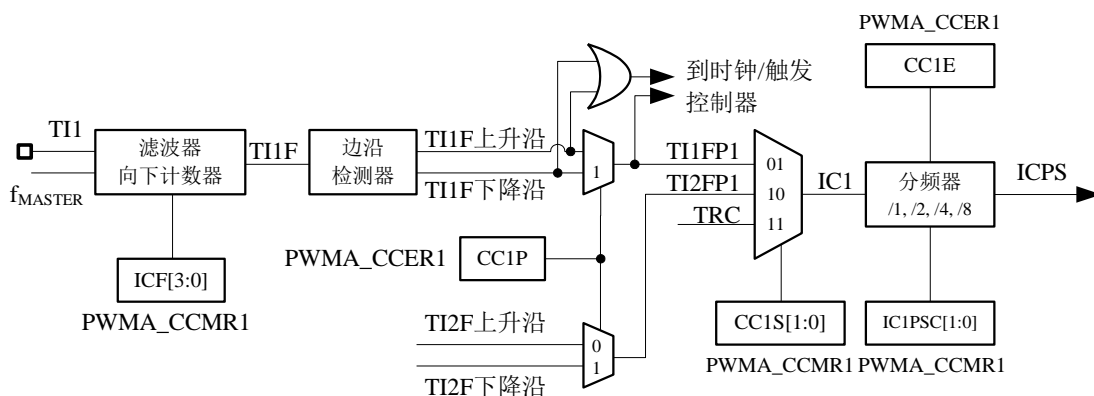 PWMA_CCER1
CC1E
到时钟/触发
控制器
TI1
滤波器
向下计数器
TI1F
边沿
检测器
TI1F上升沿
TI1F下降沿
1
TI1FP1
01
TI2FP1
10
TRC
11
IC1
分频器
/1, /2, /4, /8
ICPS
fMASTER
PWMA_CCER1
CC1P
ICF[3:0]
PWMA_CCMR1
TI2F上升沿
0
1
TI2F下降沿
CC1S[1:0]
PWMA_CCMR1
IC1PSC[1:0]
PWMA_CCMR1